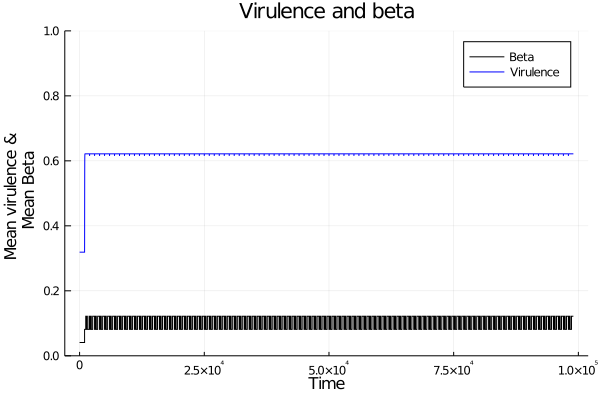 Virulence and beta
1.0
0.8
0.6
0.4
0.2
0.0
Mean virulence &
Mean Beta
Beta
Virulence
0
2.5×10⁴
5.0×10⁴
7.5×10⁴
1.0×10⁵
Time